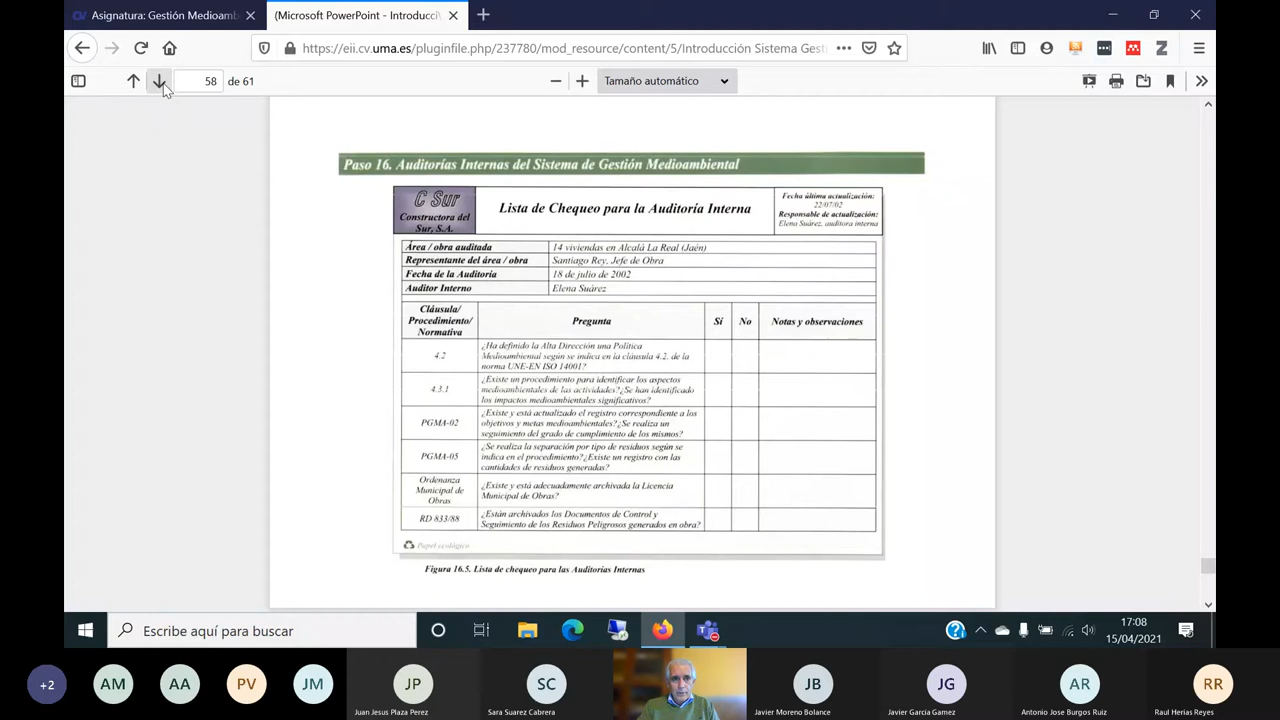 Asignatura: Gestión Medioamb
(Microsoft PowerPoint - Introducci
https://eii.cv.uma.es/pluginfile.php/237780/mod_resource/content/5/Introducción Sistema Gest
58 de 61
Tamaño automático
Paso 16. Auditorías Internas del Sistema de Gestión Medioambiental
C Sur
Constructora del
Sur, S.A.
Lista de Chequeo para la Auditoría Interna
Fecha última actualización:
22/07/02
Responsable de actualización:
Elena Suárez, auditora interna
Área / obra auditada 14 viviendas en Alcalá La Real (Jaén)
Representante del área / obra Santiago Rey, Jefe de Obra
Fecha de la Auditoría 18 de julio de 2002
Auditor Interno Elena Suárez
Cláusula/
Procedimiento/
Normativa
Pregunta
Sí
No
Notas y observaciones
4.2
¿Ha definido la Alta Dirección una Política
Medioambiental según se indica en la cláusula 4.2. de la
norma UNE-EN ISO 14001?
4.3.1
¿Existe un procedimiento para identificar los aspectos
medioambientales de las actividades?¿Se han identificado
los impactos medioambientales significativos?
PGMA-02
¿Existe y está actualizado el registro correspondiente a los
objetivos y metas medioambientales?¿Se realiza un
seguimiento del grado de cumplimiento de los mismos?
PGMA-05
¿Se realiza la separación por tipo de residuos según se
indica en el procedimiento?¿Existe un registro con las
cantidades de residuos generadas?
Ordenanza
Municipal de
Obras
¿Existe y está adecuadamente archivada la Licencia
Municipal de Obras?
RD 833/88
¿Están archivados los Documentos de Control y
Seguimiento de los Residuos Peligrosos generados en obra?
Papel ecológico
Figura 16.5. Lista de chequeo para las Auditorías Internas
Escribe aquí para buscar
17:08
15/04/2021
+2
AM
AA
PV
JM
JP
Juan Jesus Plaza Perez
SC
Sara Suarez Cabrera
JB
Javier Moreno Bolance
JG
Javier Garcia Gamez
AR
Antonio Jose Burgos Ruiz
RR
Raul Herias Reyes